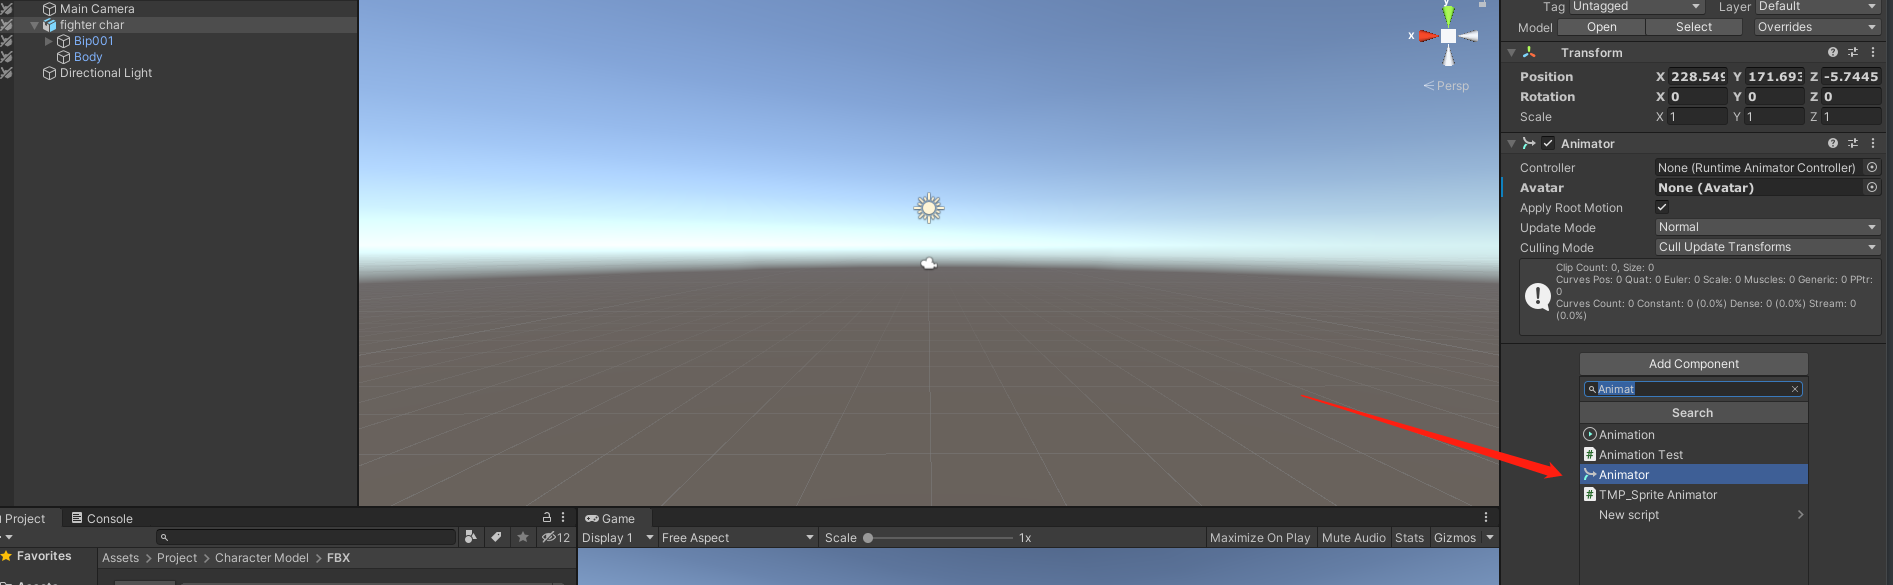 Main Camera
fighter char
Bip001
Body
Directional Light
y
x
Persp
Tag Untagged Layer Default
Model Open Select Overrides
Transform
Position X 228.549 Y 171.693 Z -5.7445
Rotation X 0 Y 0 Z 0
Scale X 1 Y 1 Z 1
Animator
Controller None (Runtime Animator Controller)
Avatar None (Avatar)
Apply Root Motion
Update Mode Normal
Culling Mode Cull Update Transforms
Clip Count: 0, Size: 0
Curves Pos: 0 Quat: 0 Euler: 0 Scale: 0 Muscles: 0 Generic: 0 PPtr:
0
Curves Count: 0 Constant: 0 (0.0%) Dense: 0 (0.0%) Stream: 0
(0.0%)
Add Component
Animat
Search
Animation
Animation Test
Animator
TMP_Sprite Animator
New script
Project Console
12
Favorites
Assets > Project > Character Model > FBX
Game
Display 1 Free Aspect Scale 1x Maximize On Play Mute Audio Stats Gizmos